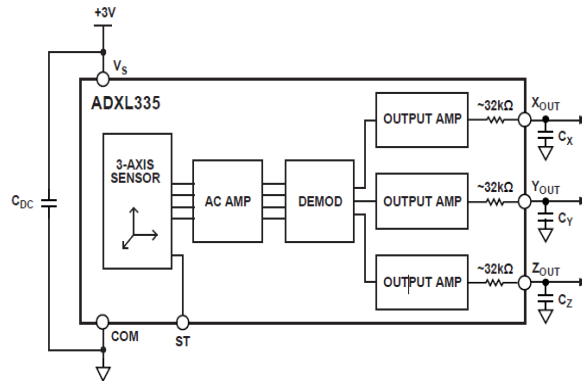 +3V
VS
ADXL335
~32kΩ
XOUT
OUTPUT AMP
CX
3-AXIS
SENSOR
~32kΩ
YOUT
CDC
AC AMP
DEMOD
OUTPUT AMP
CY
~32kΩ
ZOUT
OUTPUT AMP
CZ
COM
ST